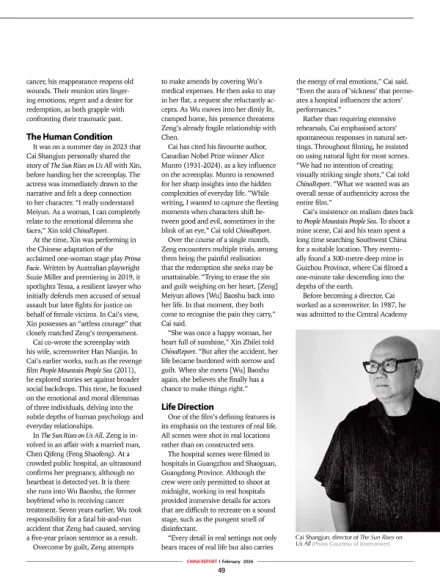 cancer, his reappearance reopens old
wounds. Their reunion stirs linger-
ing emotions, regret and a desire for
redemption, as both grapple with
confronting their traumatic past.
The Human Condition
It was on a summer day in 2023 that
Cai Shangjun personally shared the
story of The Sun Rises on Us All with Xin,
before handing her the screenplay. The
actress was immediately drawn to the
narrative and felt a deep connection
to her character. “I really understand
Meiyun. As a woman, I can completely
relate to the emotional dilemma she
faces,” Xin told ChinaReport.
At the time, Xin was performing in
the Chinese adaptation of the
acclaimed one-woman stage play Prima
Facie. Written by Australian playwright
Suzie Miller and premiering in 2019, it
spotlights Tessa, a resilient lawyer who
initially defends men accused of sexual
assault but later fights for justice on
behalf of female victims. In Cai’s view,
Xin possesses an “artless courage” that
closely matched Zeng’s temperament.
Cai co-wrote the screenplay with
his wife, screenwriter Han Nianjin. In
Cai’s earlier works, such as the revenge
film People Mountain People Sea (2011),
he explored stories set against broader
social backdrops. This time, he focused
on the emotional and moral dilemmas
of three individuals, delving into the
subtle depths of human psychology and
everyday relationships.
In The Sun Rises on Us All, Zeng is in-
volved in an affair with a married man,
Chen Qifeng (Feng Shaofeng). At a
crowded public hospital, an ultrasound
confirms her pregnancy, although no
heartbeat is detected yet. It is there
she runs into Wu Baoshu, the former
boyfriend who is receiving cancer
treatment. Seven years earlier, Wu took
responsibility for a fatal hit-and-run
accident that Zeng had caused, serving
a five-year prison sentence as a result.
Overcome by guilt, Zeng attempts
to make amends by covering Wu’s
medical expenses. He then asks to stay
in her flat, a request she reluctantly ac-
cepts. As Wu moves into her dimly lit,
cramped home, his presence threatens
Zeng’s already fragile relationship with
Chen.
Cai has cited his favourite author,
Canadian Nobel Prize winner Alice
Munro (1931-2024), as a key influence
on the screenplay. Munro is renowned
for her sharp insights into the hidden
complexities of everyday life. “While
writing, I wanted to capture the fleeting
moments when characters shift be-
tween good and evil, sometimes in the
blink of an eye,” Cai told ChinaReport.
Over the course of a single month,
Zeng encounters multiple trials, among
them being the painful realisation
that the redemption she seeks may be
unattainable. “Trying to erase the sin
and guilt weighing on her heart, [Zeng]
Meiyun allows [Wu] Baoshu back into
her life. In that moment, they both
come to recognise the pain they carry,”
Cai said.
“She was once a happy woman, her
heart full of sunshine,” Xin Zhilei told
ChinaReport. “But after the accident, her
life became burdened with sorrow and
guilt. When she meets [Wu] Baoshu
again, she believes she finally has a
chance to make things right.”
Life Direction
One of the film’s defining features is
its emphasis on the textures of real life.
All scenes were shot in real locations
rather than on constructed sets.
The hospital scenes were filmed in
hospitals in Guangzhou and Shaoguan,
Guangdong Province. Although the
crew were only permitted to shoot at
midnight, working in real hospitals
provided immersive details for actors
that are difficult to recreate on a sound
stage, such as the pungent smell of
disinfectant.
“Every detail in real settings not only
bears traces of real life but also carries
the energy of real emotions,” Cai said.
“Even the aura of ‘sickness’ that perme-
ates a hospital influences the actors’
performances.”
Rather than requiring extensive
rehearsals, Cai emphasised actors’
spontaneous responses in natural set-
tings. Throughout filming, he insisted
on using natural light for most scenes.
“We had no intention of creating
visually striking single shots,” Cai told
ChinaReport. “What we wanted was an
overall sense of authenticity across the
entire film.”
Cai’s insistence on realism dates back
to People Mountain People Sea. To shoot a
mine scene, Cai and his team spent a
long time searching Southwest China
for a suitable location. They eventu-
ally found a 300-metre-deep mine in
Guizhou Province, where Cai filmed a
one-minute take descending into the
depths of the earth.
Before becoming a director, Cai
worked as a screenwriter. In 1987, he
was admitted to the Central Academy
Cai Shangjun, director of The Sun Rises on
Us All (Photo Courtesy of Interviewee)
CHINA REPORT I February 2026
49